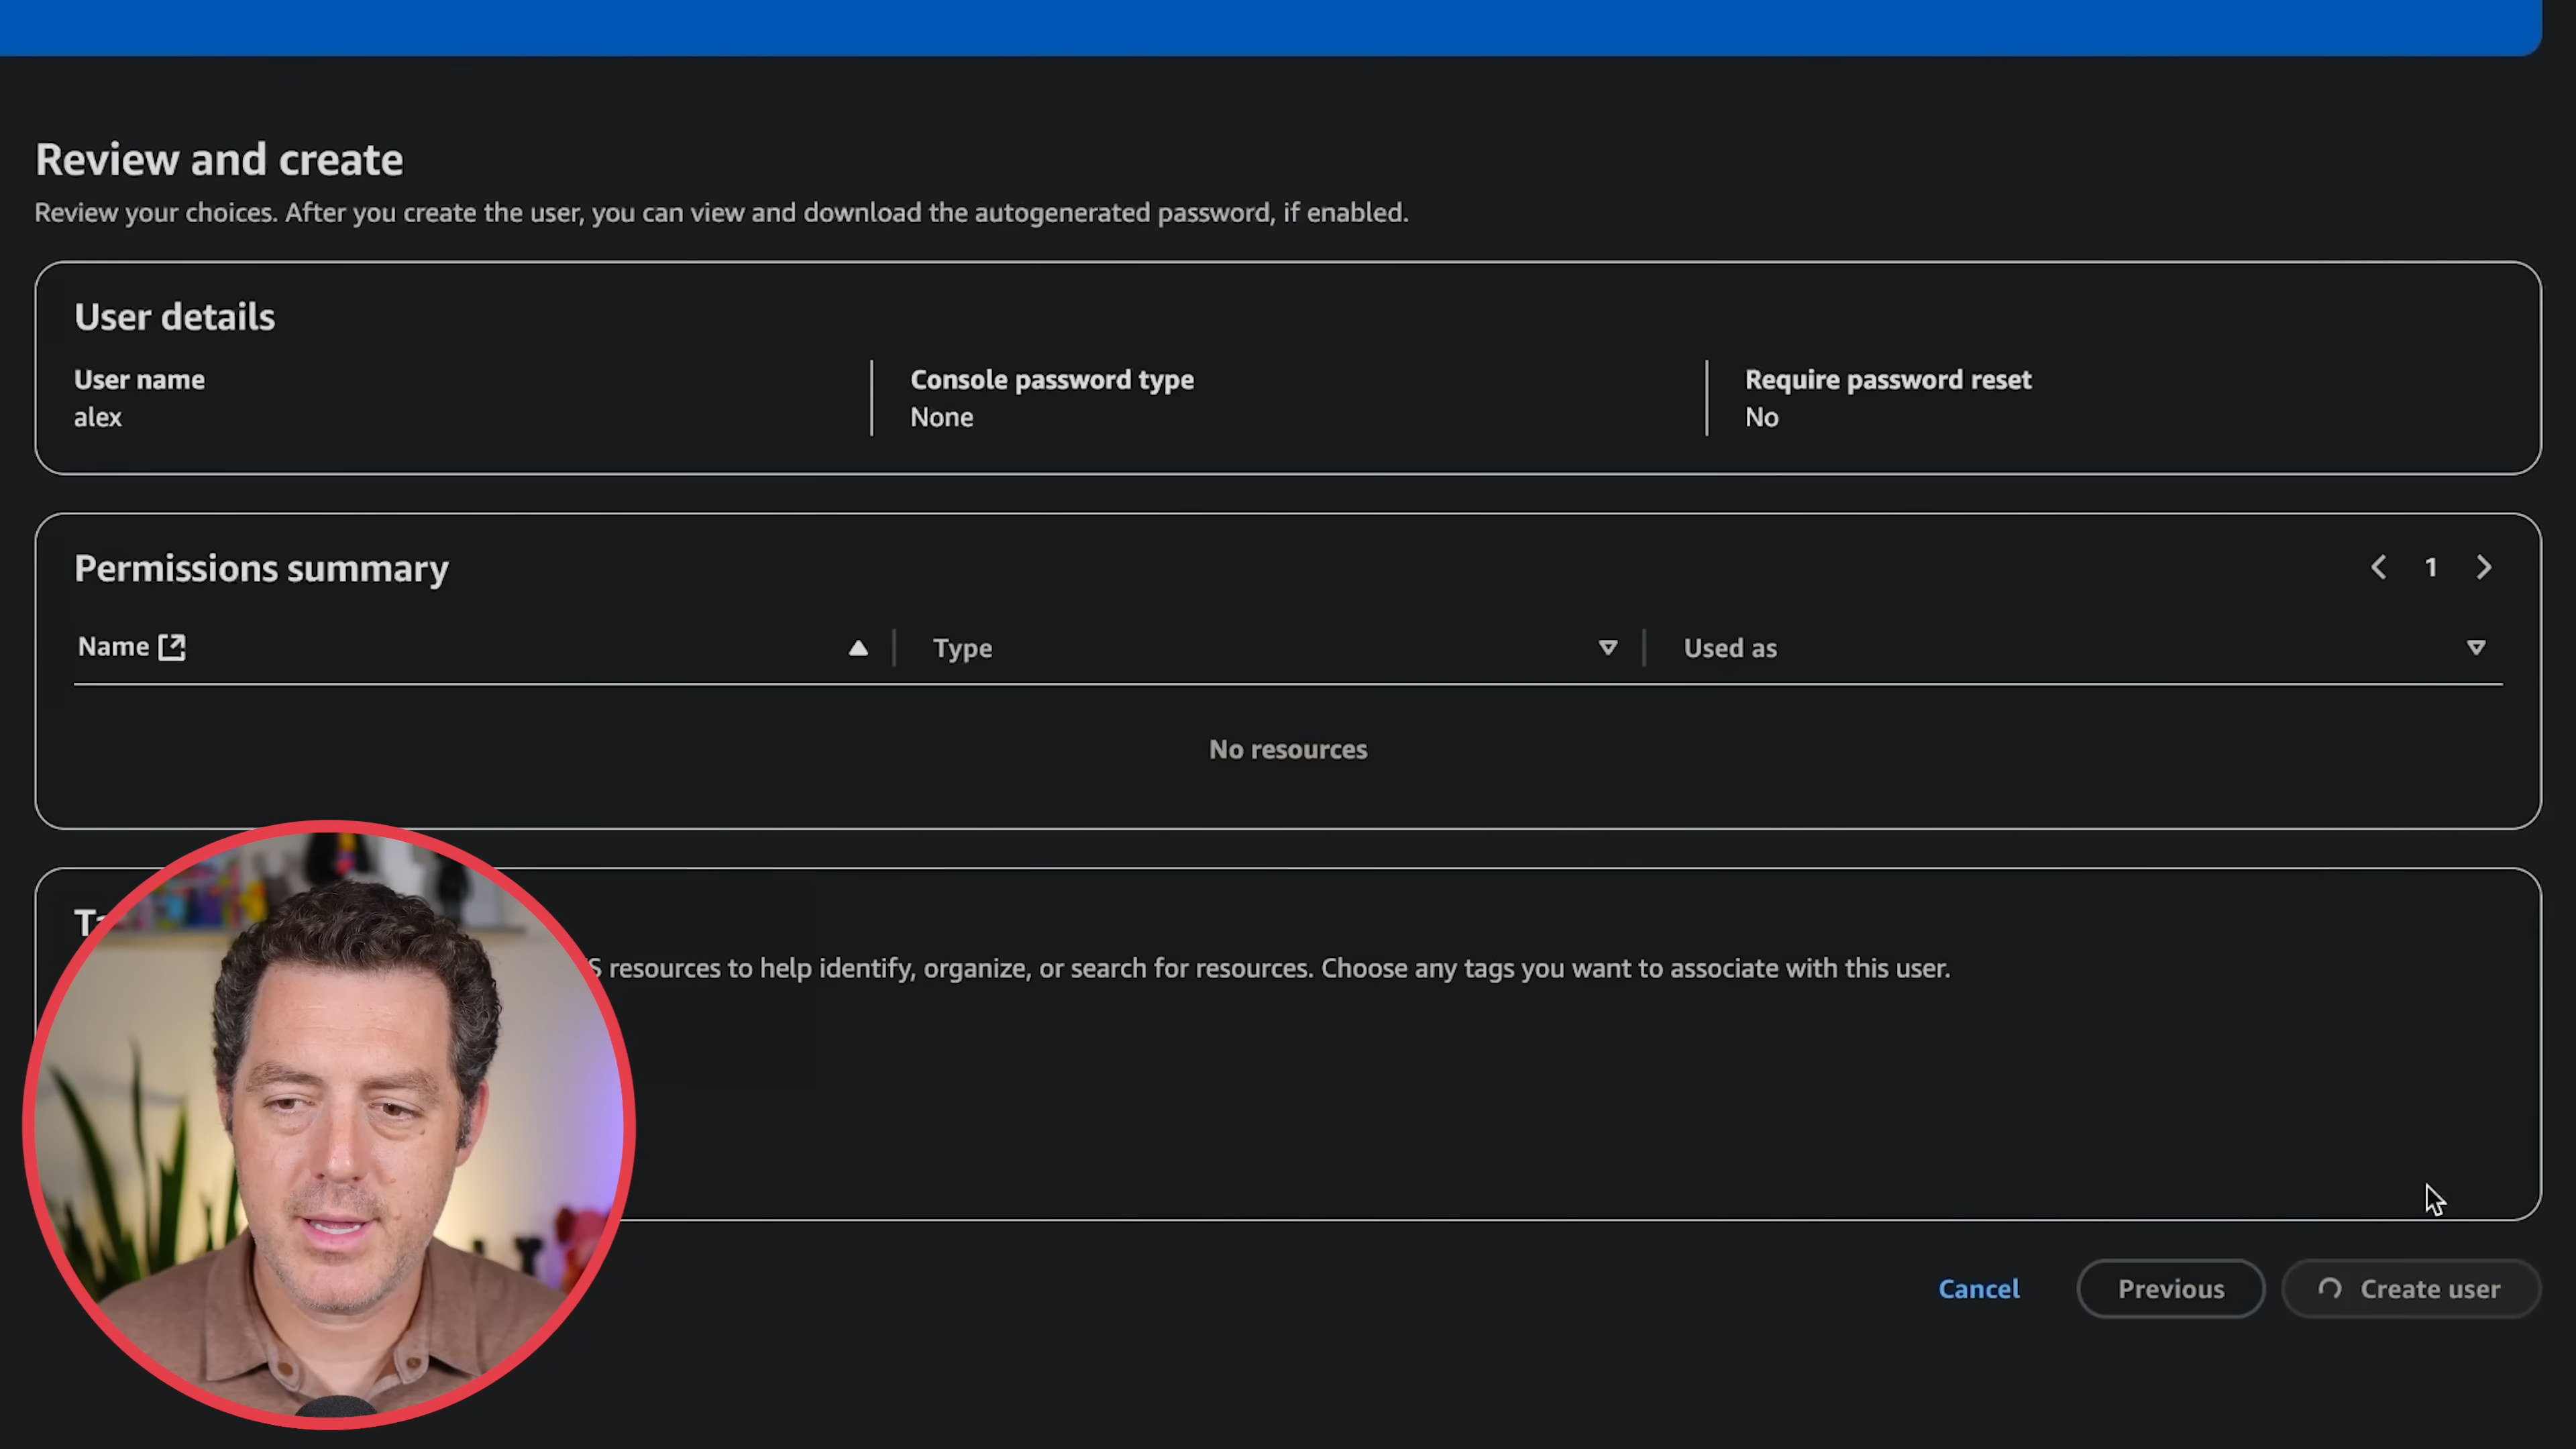 Review and create
Review your choices. After you create the user, you can view and download the autogenerated password, if enabled.
User details
User name
Console password type
Require password reset
alex
None
No
Permissions summary
1
Name
Type
Used as
No resources
resources to help identify, organize, or search for resources. Choose any tags you want to associate with this user.
Cancel
Previous
Create user